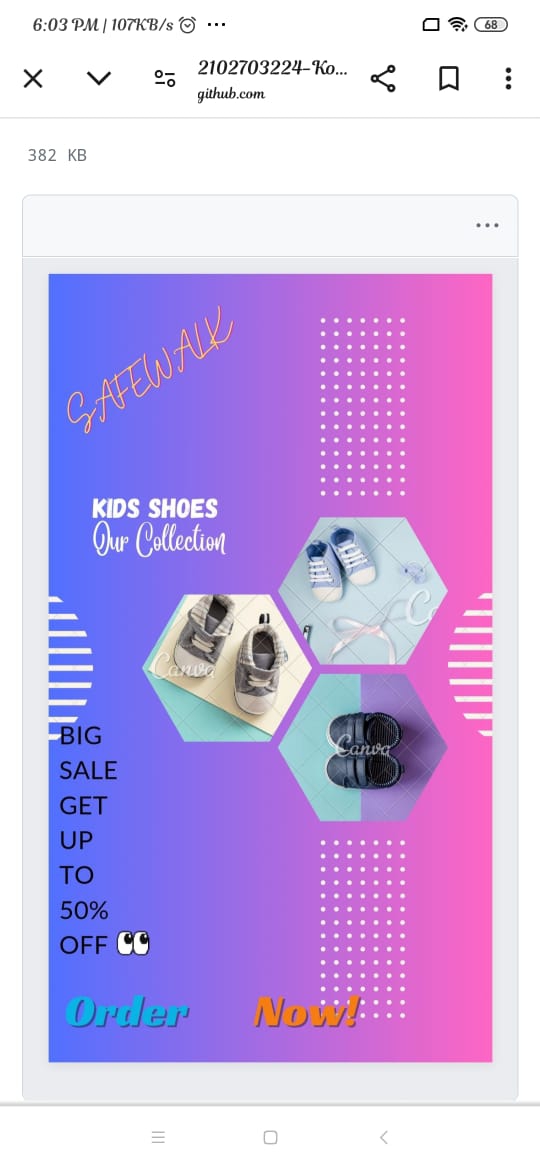 6:03 PM | 107KB/s ...
68
2102703224-Ko...
github.com
382 KB
...
SAFEWALK
KIDS SHOES
Our Collection
Canva
Canva
BIG
SALE
GET
UP
TO
50%
OFF 👀
Order Now!